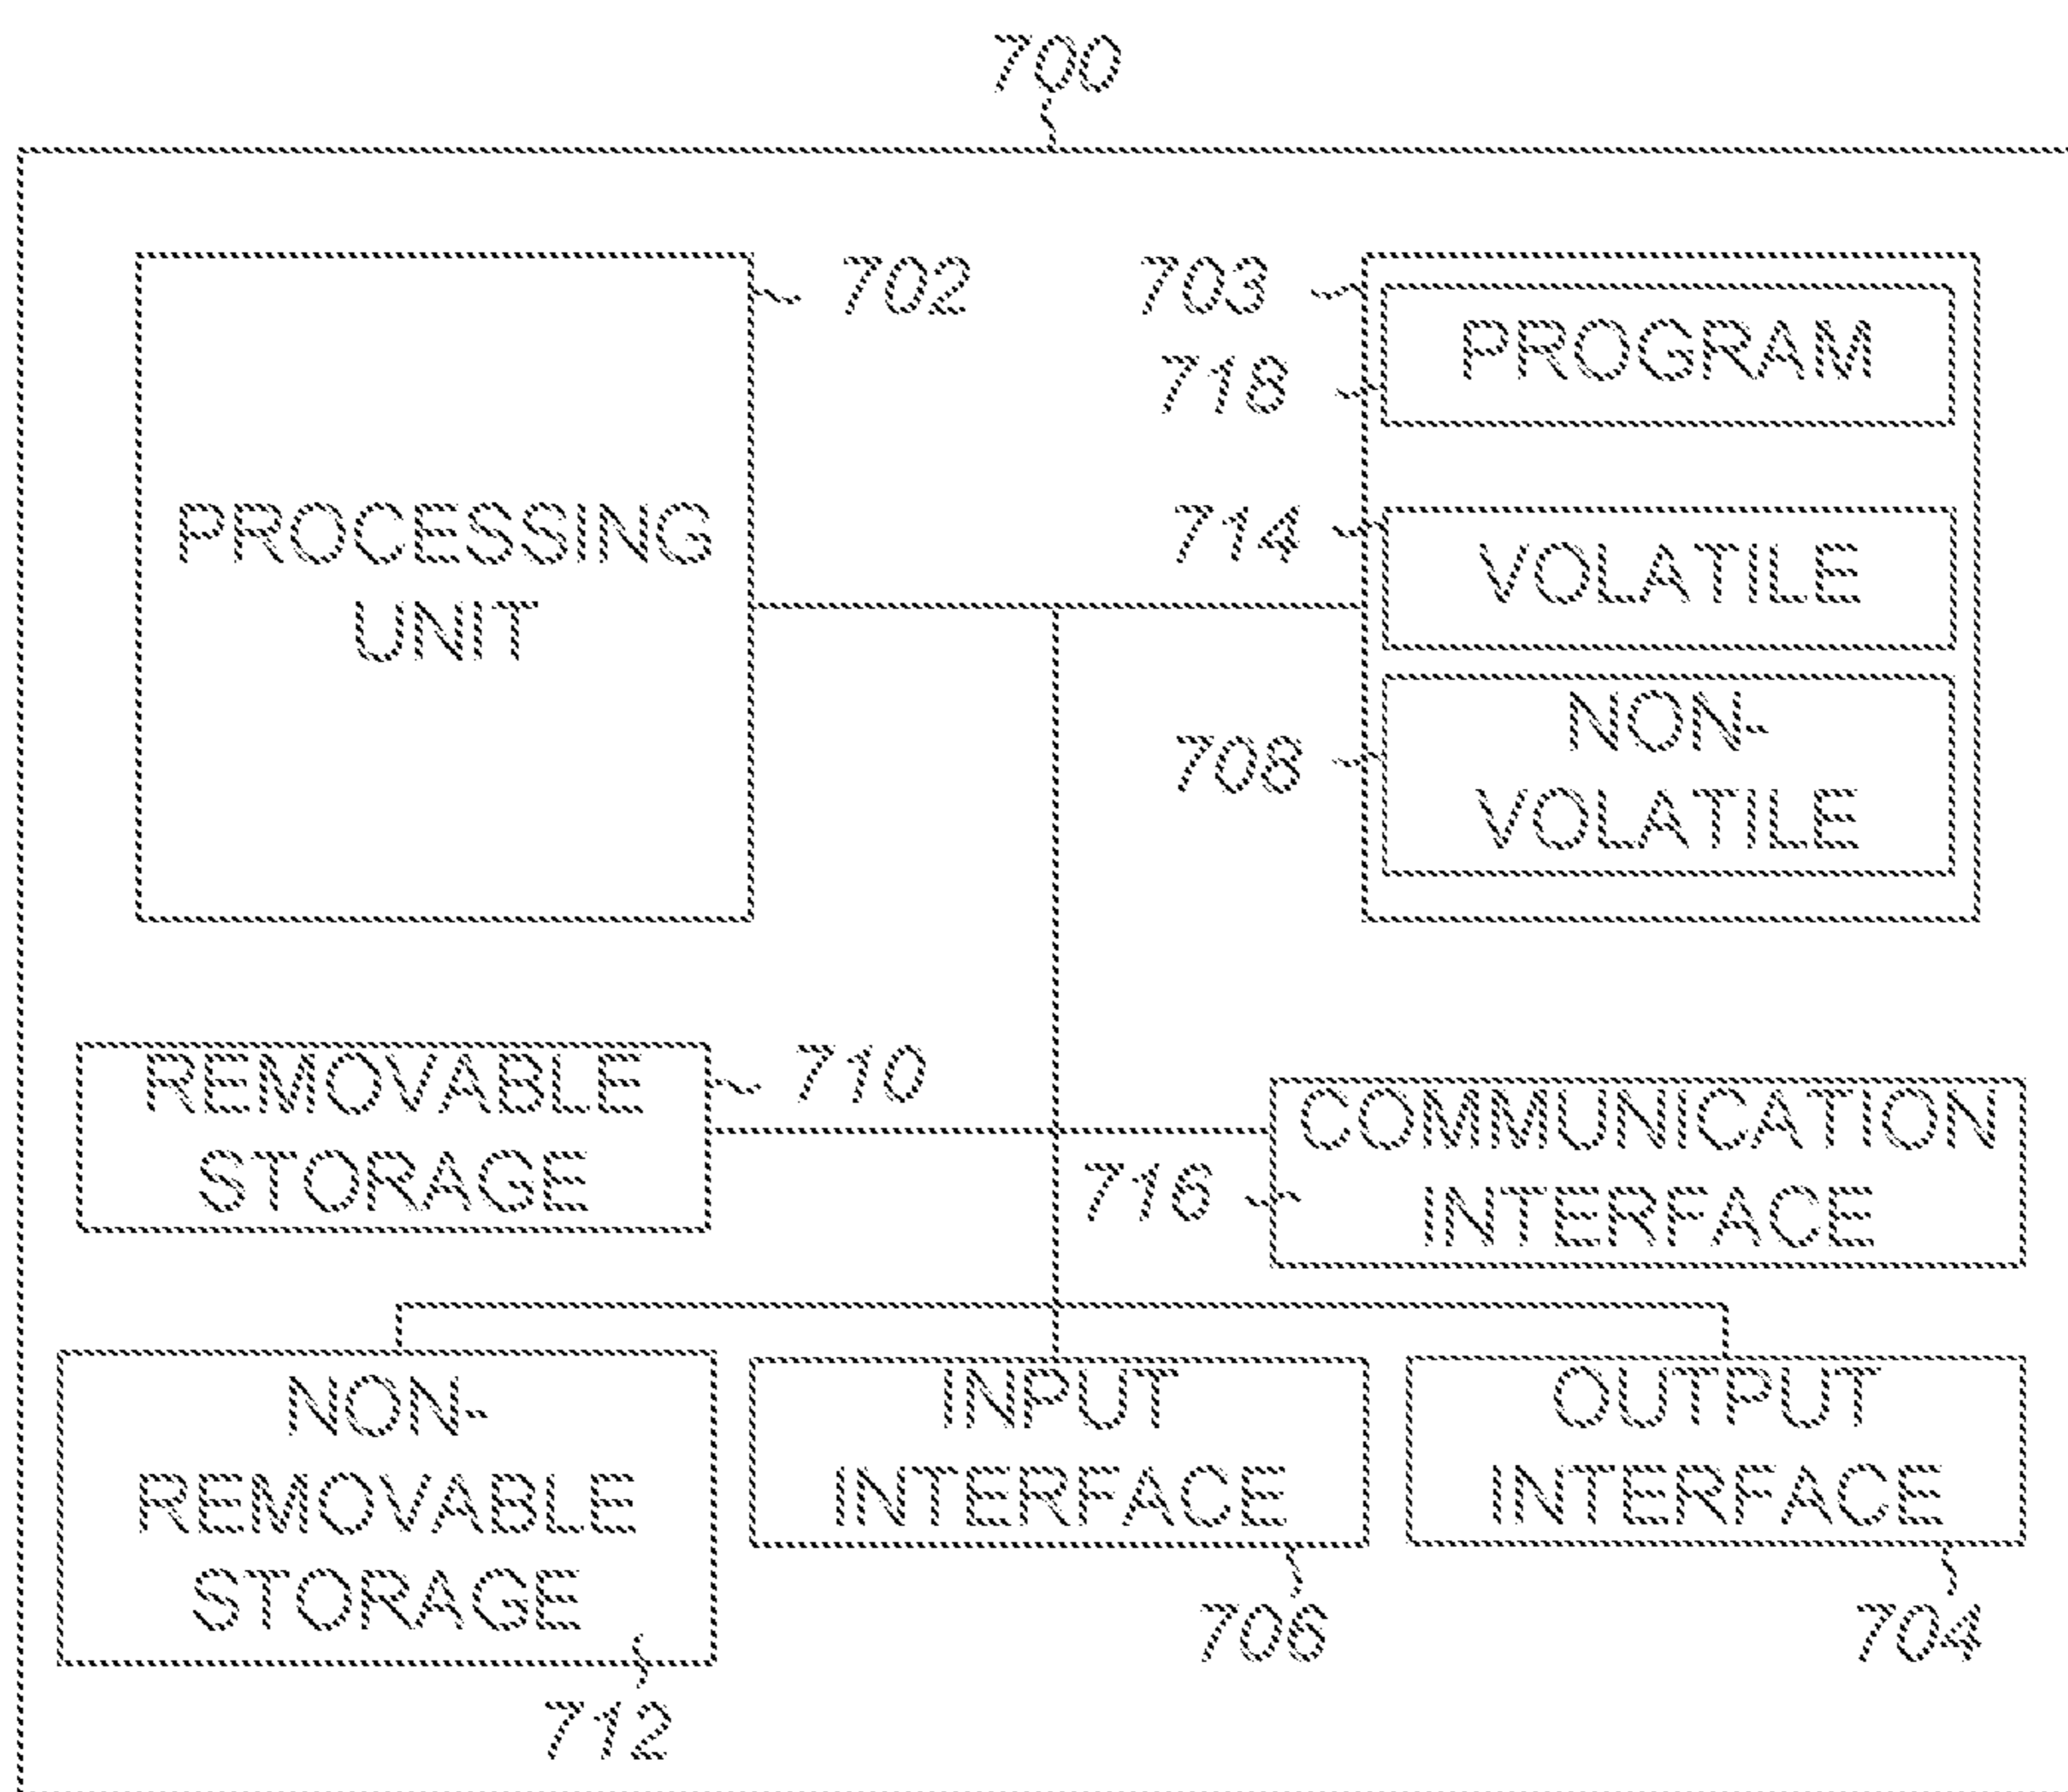 700
702
703
PROGRAM
718
714
VOLATILE
PROCESSING
UNIT
708
NON-
VOLATILE
REMOVABLE
STORAGE
710
COMMUNICATION
INTERFACE
716
NON-
REMOVABLE
STORAGE
INPUT
INTERFACE
OUTPUT
INTERFACE
706
704
712